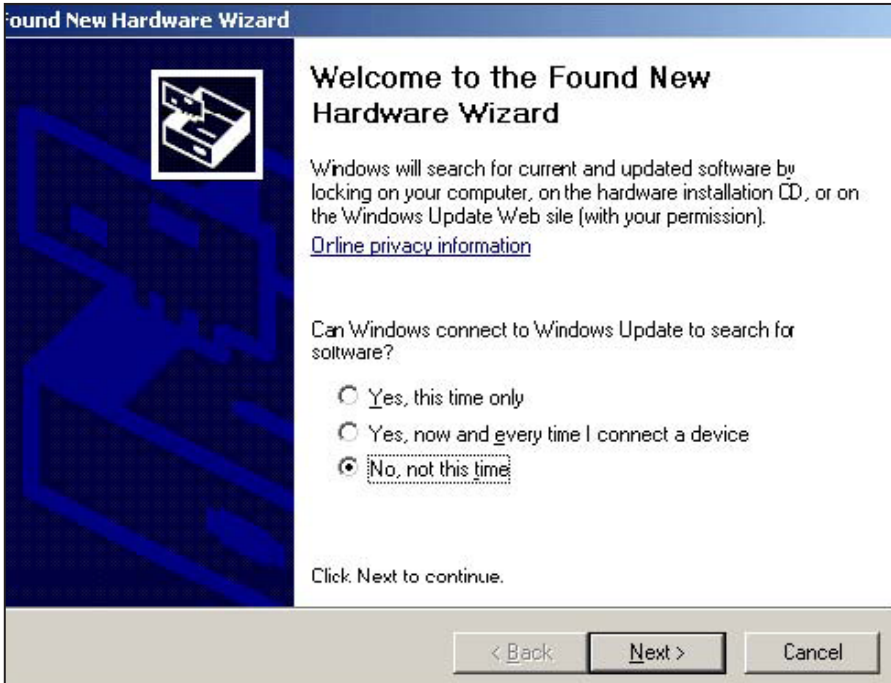 ound New Hardware Wizard
Welcome to the Found New
Hardware Wizard
Windows will search for current and updated software by
locking on your computer, on the hardware installation CD, or on
the Windows Update Web sile (with your permission).
Orline privacy information
Can Windows connect to Windows Update to search for
soltware?
Yes, this time only
Yes, now and every time I connect a device
No, not this time
Click Next to continue.
< Back
Next >
Cancel